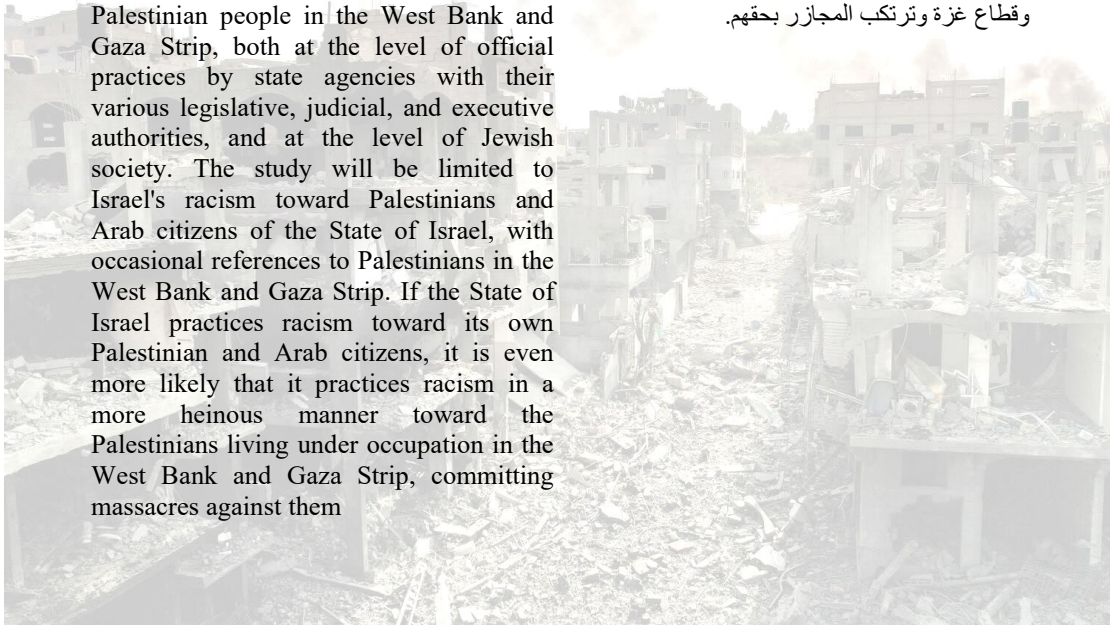 Palestinian people in the West Bank and
Gaza Strip, both at the level of official
practices by state agencies with their
various legislative, judicial, and executive
authorities, and at the level of Jewish
society. The study will be limited to
Israel's racism toward Palestinians and
Arab citizens of the State of Israel, with
occasional references to Palestinians in the
West Bank and Gaza Strip. If the State of
Israel practices racism toward its own
Palestinian and Arab citizens, it is even
more likely that it practices racism in a
more heinous manner toward the
Palestinians living under occupation in the
West Bank and Gaza Strip, committing
massacres against them
وقطاع غزة وترتكب المجازر بحقهم.